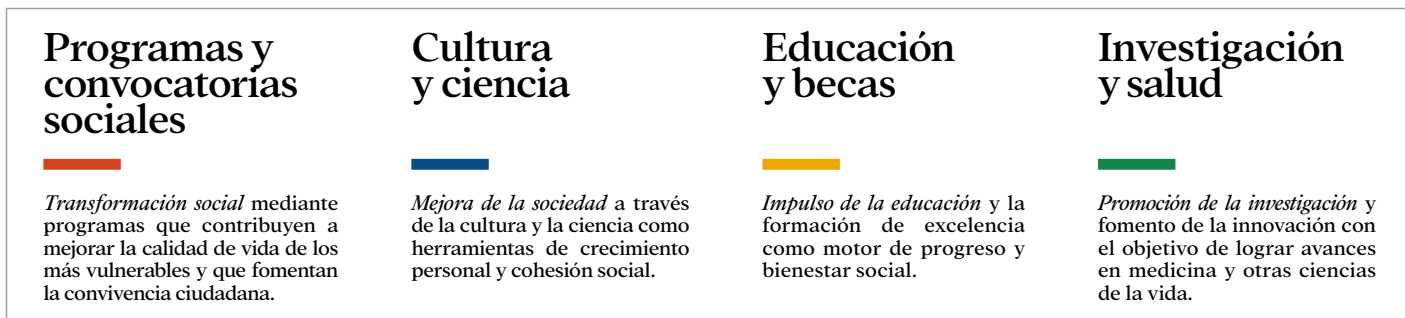 Programas y
convocatorias
sociales
Transformación social mediante
programas que contribuyen a
mejorar la calidad de vida de los
más vulnerables y que fomentan
la convivencia ciudadana.
Cultura
y ciencia
Mejora de la sociedad a través
de la cultura y la ciencia como
herramientas de crecimiento
personal y cohesión social.
Educación
y becas
Impulso de la educación y la
formación de excelencia
como motor de progreso y
bienestar social.
Investigación
y salud
Promoción de la investigación y
fomento de la innovación con
el objetivo de lograr avances
en medicina y otras ciencias
de la vida.